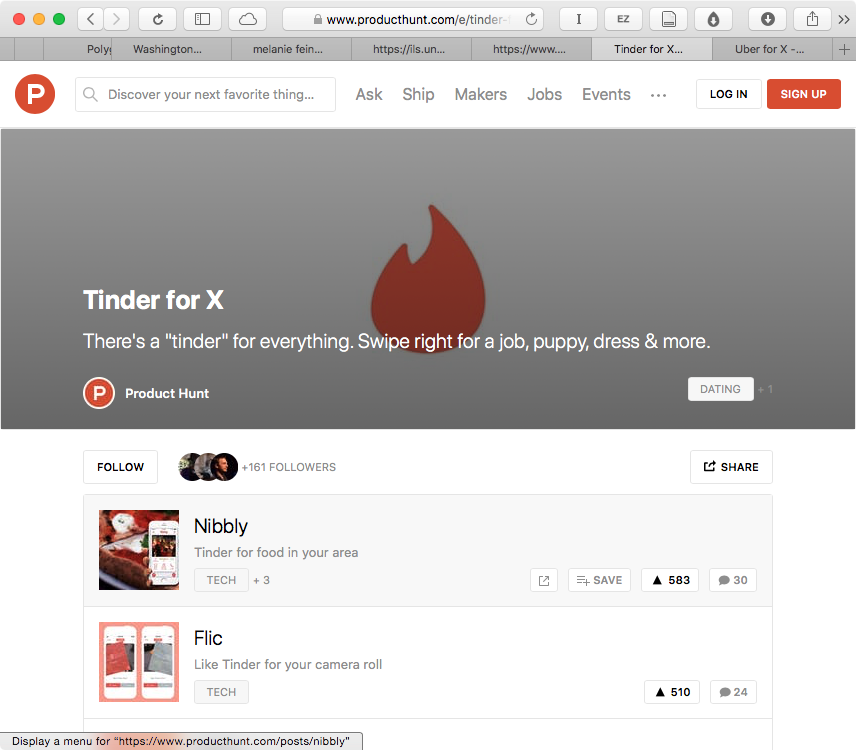 www.producthunt.com/e/tinder-
EZ
Poly
Washington...
melanie fein...
https://ils.un...
https://www....
Tinder for X...
Uber for X -...
P
Discover your next favorite thing...
Ask
Ship
Makers
Jobs
Events
...
LOG IN
SIGN UP
Tinder for X
There's a "tinder" for everything. Swipe right for a job, puppy, dress & more.
P
Product Hunt
DATING
+ 1
FOLLOW
+161 FOLLOWERS
SHARE
Nibbly
Tinder for food in your area
TECH
+ 3
SAVE
583
30
Flic
Like Tinder for your camera roll
TECH
510
24
Display a menu for “https://www.producthunt.com/posts/nibbly”